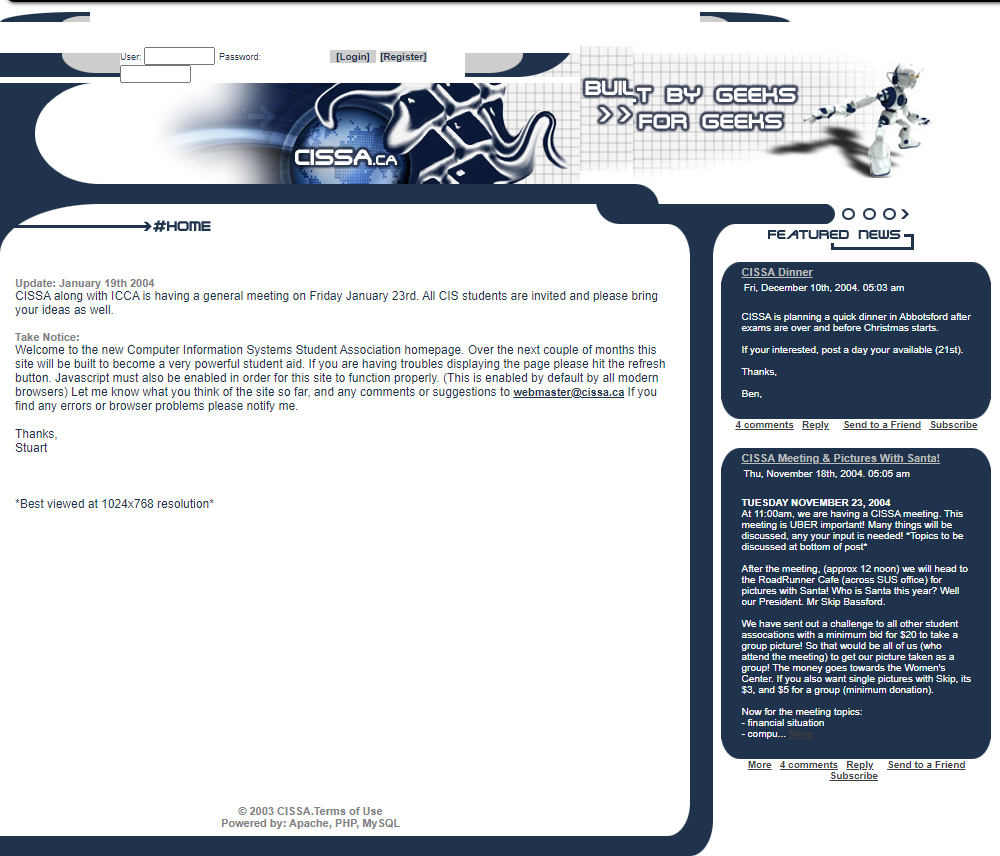 User: Password: [Login] [Register]
BUILT BY GEEKS
>> FOR GEEKS
CISSA.CA
#HOME
FEATURED NEWS
Update: January 19th 2004
CISSA along with ICCA is having a general meeting on Friday January 23rd. All CIS students are invited and please bring
your ideas as well.
Take Notice:
Welcome to the new Computer Information Systems Student Association homepage. Over the next couple of months this
site will be built to become a very powerful student aid. If you are having troubles displaying the page please hit the refresh
button. Javascript must also be enabled in order for this site to function properly. (This is enabled by default by all modern
browsers) Let me know what you think of the site so far, and any comments or suggestions to webmaster@cissa.ca If you
find any errors or browser problems please notify me.
Thanks,
Stuart
*Best viewed at 1024x768 resolution*
© 2003 CISSA.Terms of Use
Powered by: Apache, PHP, MySQL
CISSA Dinner
Fri, December 10th, 2004. 05:03 am
CISSA is planning a quick dinner in Abbotsford after
exams are over and before Christmas starts.
If your interested, post a day your available (21st).
Thanks,
Ben,
4 comments Reply Send to a Friend Subscribe
CISSA Meeting & Pictures With Santa!
Thu, November 18th, 2004. 05:05 am
TUESDAY NOVEMBER 23, 2004
At 11:00am, we are having a CISSA meeting. This
meeting is UBER important! Many things will be
discussed, any your input is needed! *Topics to be
discussed at bottom of post*
After the meeting, (approx 12 noon) we will head to
the RoadRunner Cafe (across SUS office) for
pictures with Santa! Who is Santa this year? Well
our President. Mr Skip Bassford.
We have sent out a challenge to all other student
assocations with a minimum bid for $20 to take a
group picture! So that would be all of us (who
attend the meeting) to get our picture taken as a
group! The money goes towards the Women's
Center. If you also want single pictures with Skip, its
$3, and $5 for a group (minimum donation).
Now for the meeting topics:
- financial situation
- compu... More
More 4 comments Reply Send to a Friend
Subscribe